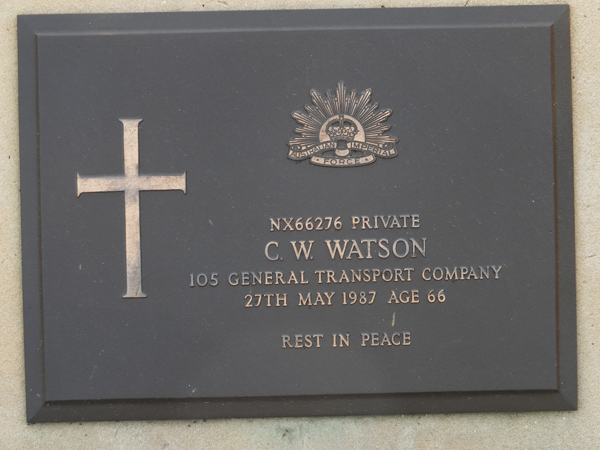 AUSTRALIAN IMPERIAL
FORCE
NX66276 PRIVATE
C. W. WATSON
105 GENERAL TRANSPORT COMPANY
27TH MAY 1987 AGE 66
REST IN PEACE